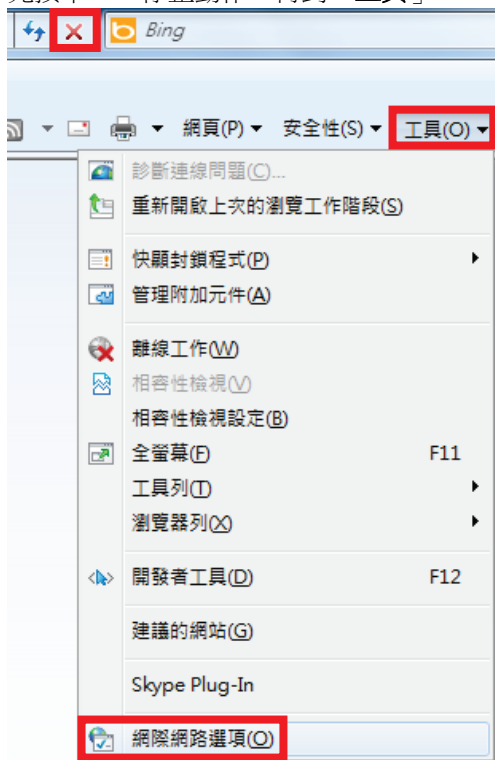 Bing
網頁(P) 安全性(S) 工具(O)
診斷連線問題(C)...
重新開啟上次的瀏覽工作階段(S)
快顯封鎖程式(P)
管理附加元件(A)
離線工作(W)
相容性檢視(V)
相容性檢視設定(B)
全螢幕(F) F11
工具列(T)
瀏覽器列(X)
開發者工具(D) F12
建議的網站(G)
Skype Plug-In
網際網路選項(O)